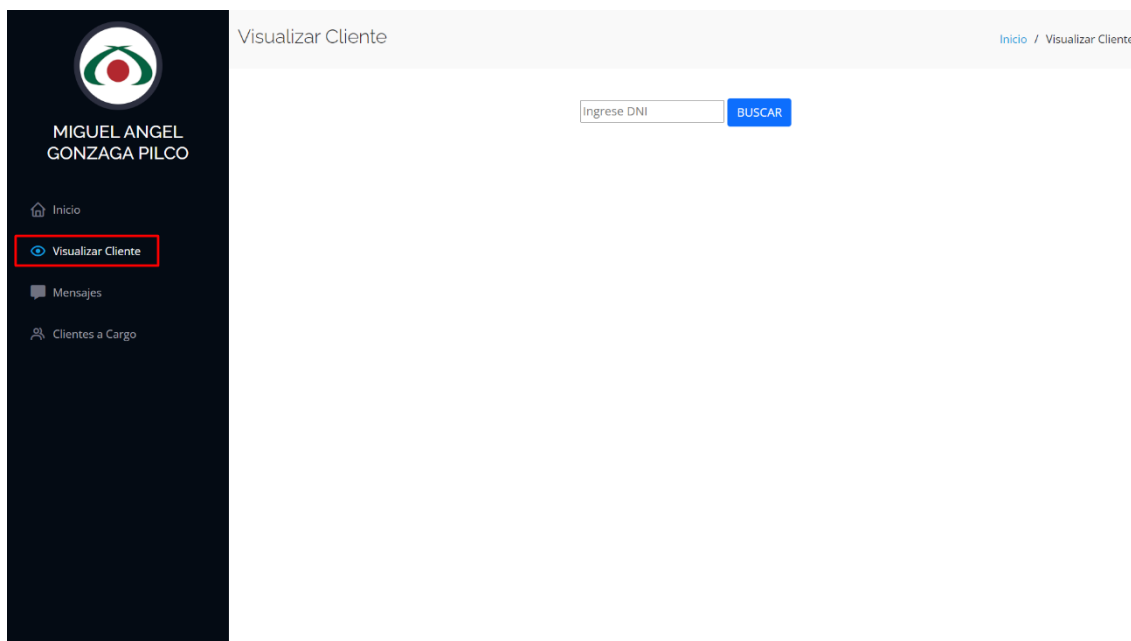 MIGUEL ANGEL
GONZAGA PILCO
Inicio
Visualizar Cliente
Mensajes
Clientes a Cargo
Visualizar Cliente
Inicio / Visualizar Cliente
Ingrese DNI
BUSCAR